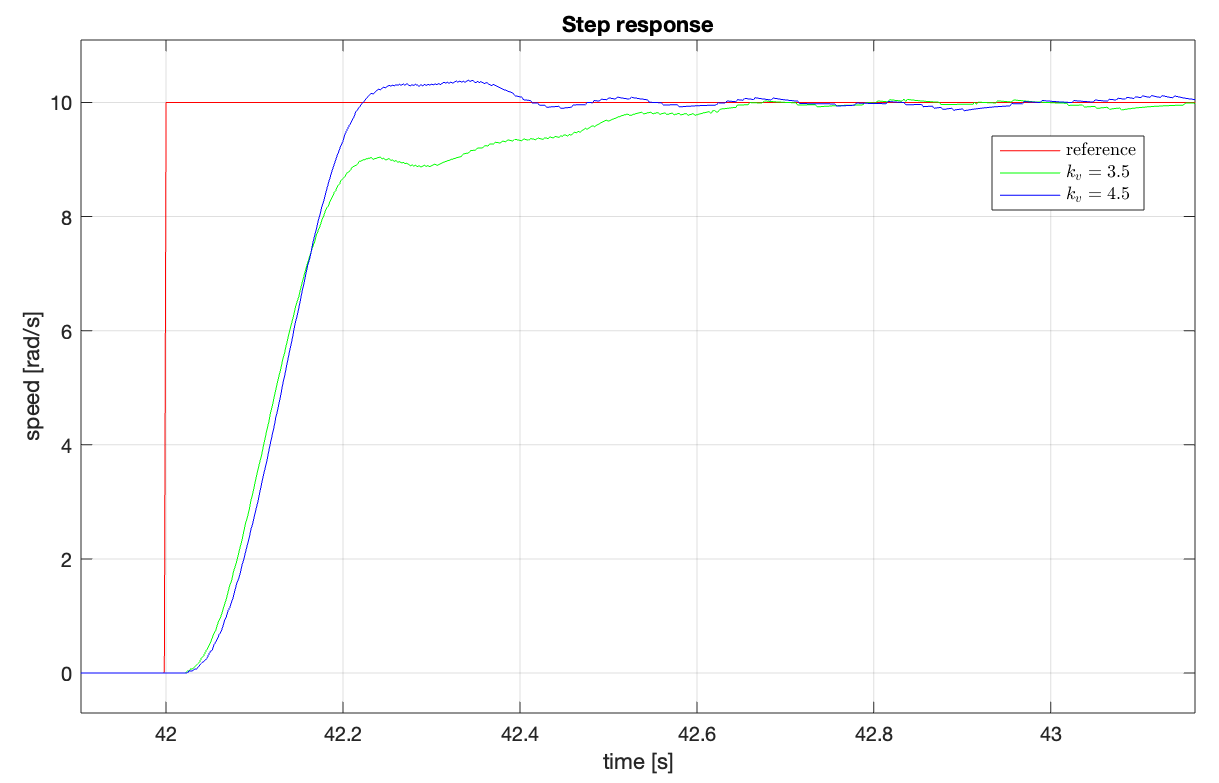 Step response
10
8
6
4
2
0
speed [rad/s]
reference
k_v = 3.5
k_v = 4.5
42
42.2
42.4
42.6
42.8
43
time [s]